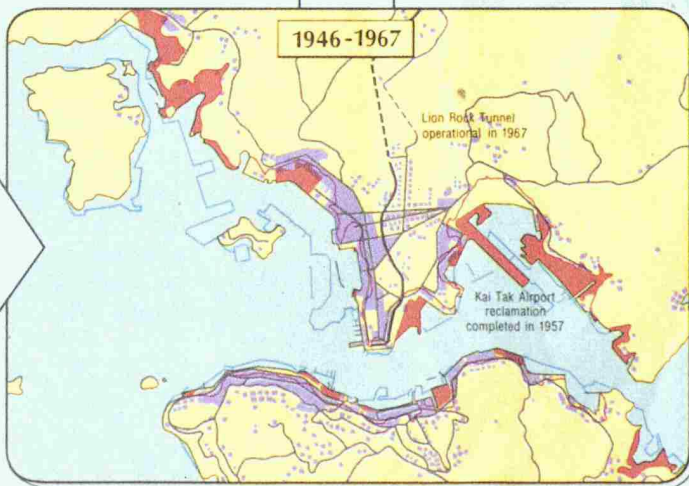 1946-1967
Lion Rock Tunnel
operational in 1967
Kai Tak Airport
reclamation
completed in 1957